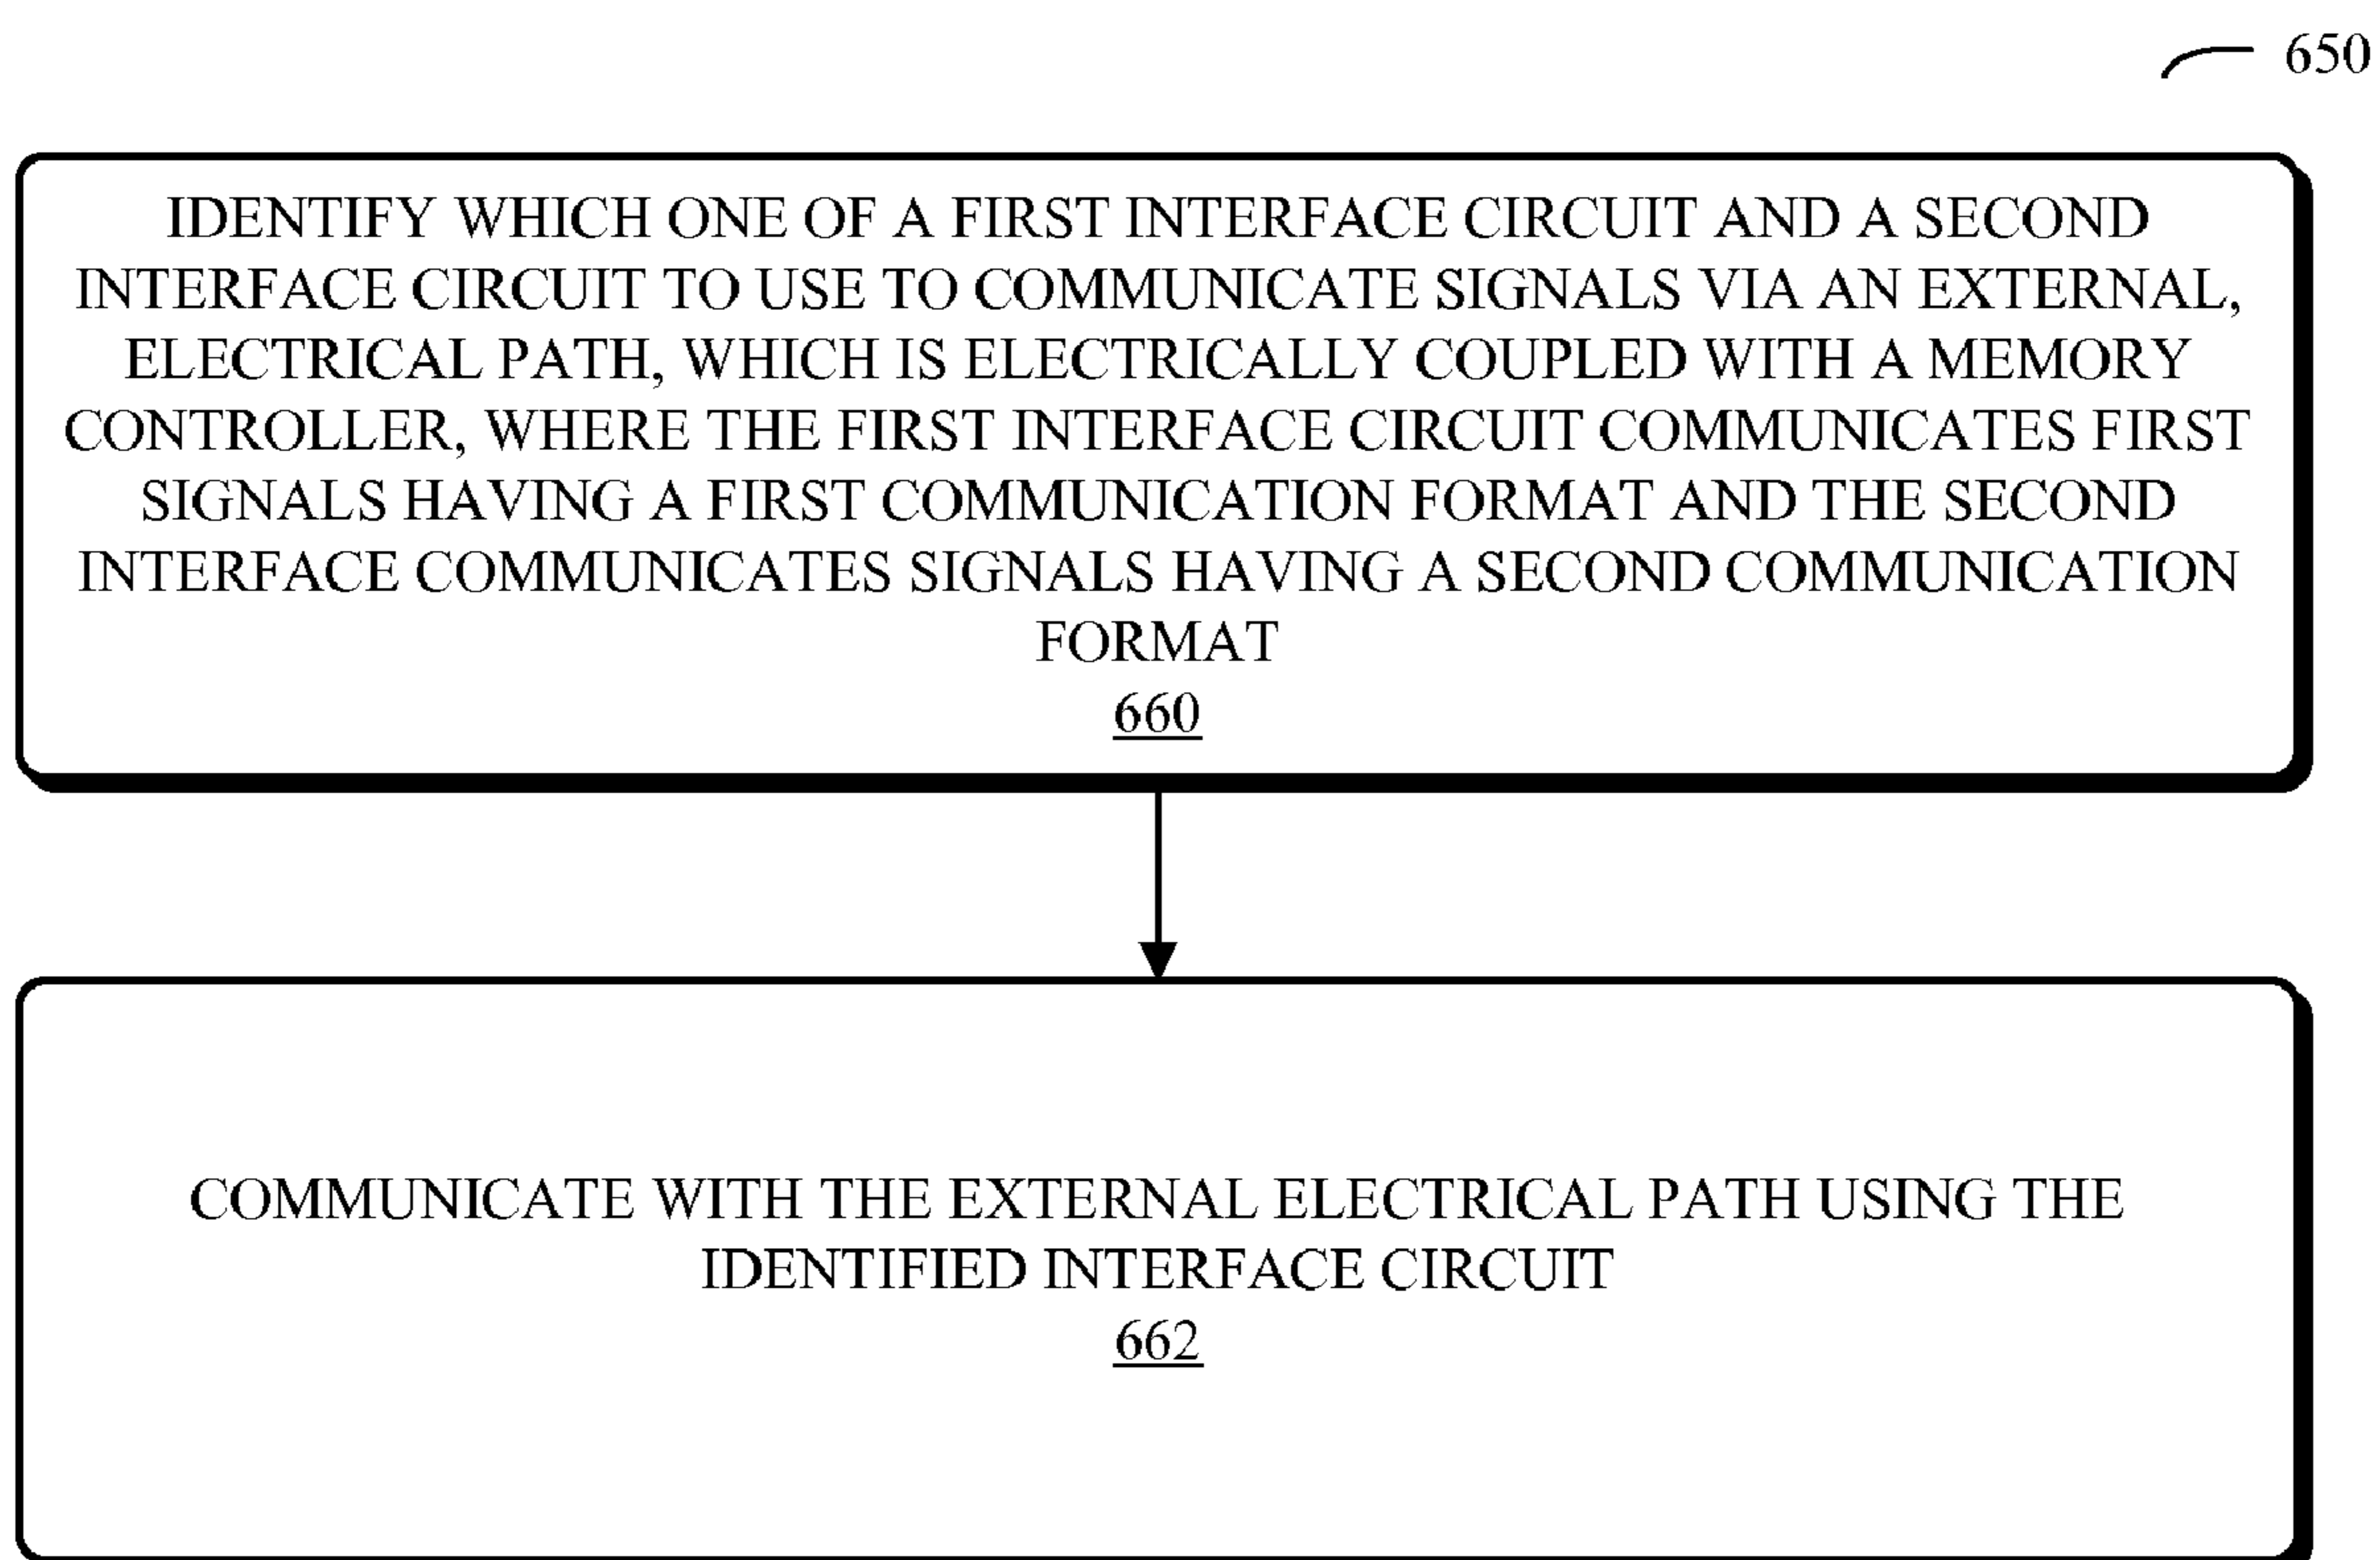 650
IDENTIFY WHICH ONE OF A FIRST INTERFACE CIRCUIT AND A SECOND
INTERFACE CIRCUIT TO USE TO COMMUNICATE SIGNALS VIA AN EXTERNAL,
ELECTRICAL PATH, WHICH IS ELECTRICALLY COUPLED WITH A MEMORY
CONTROLLER, WHERE THE FIRST INTERFACE CIRCUIT COMMUNICATES FIRST
SIGNALS HAVING A FIRST COMMUNICATION FORMAT AND THE SECOND
INTERFACE COMMUNICATES SIGNALS HAVING A SECOND COMMUNICATION
FORMAT
660
COMMUNICATE WITH THE EXTERNAL ELECTRICAL PATH USING THE
IDENTIFIED INTERFACE CIRCUIT
662